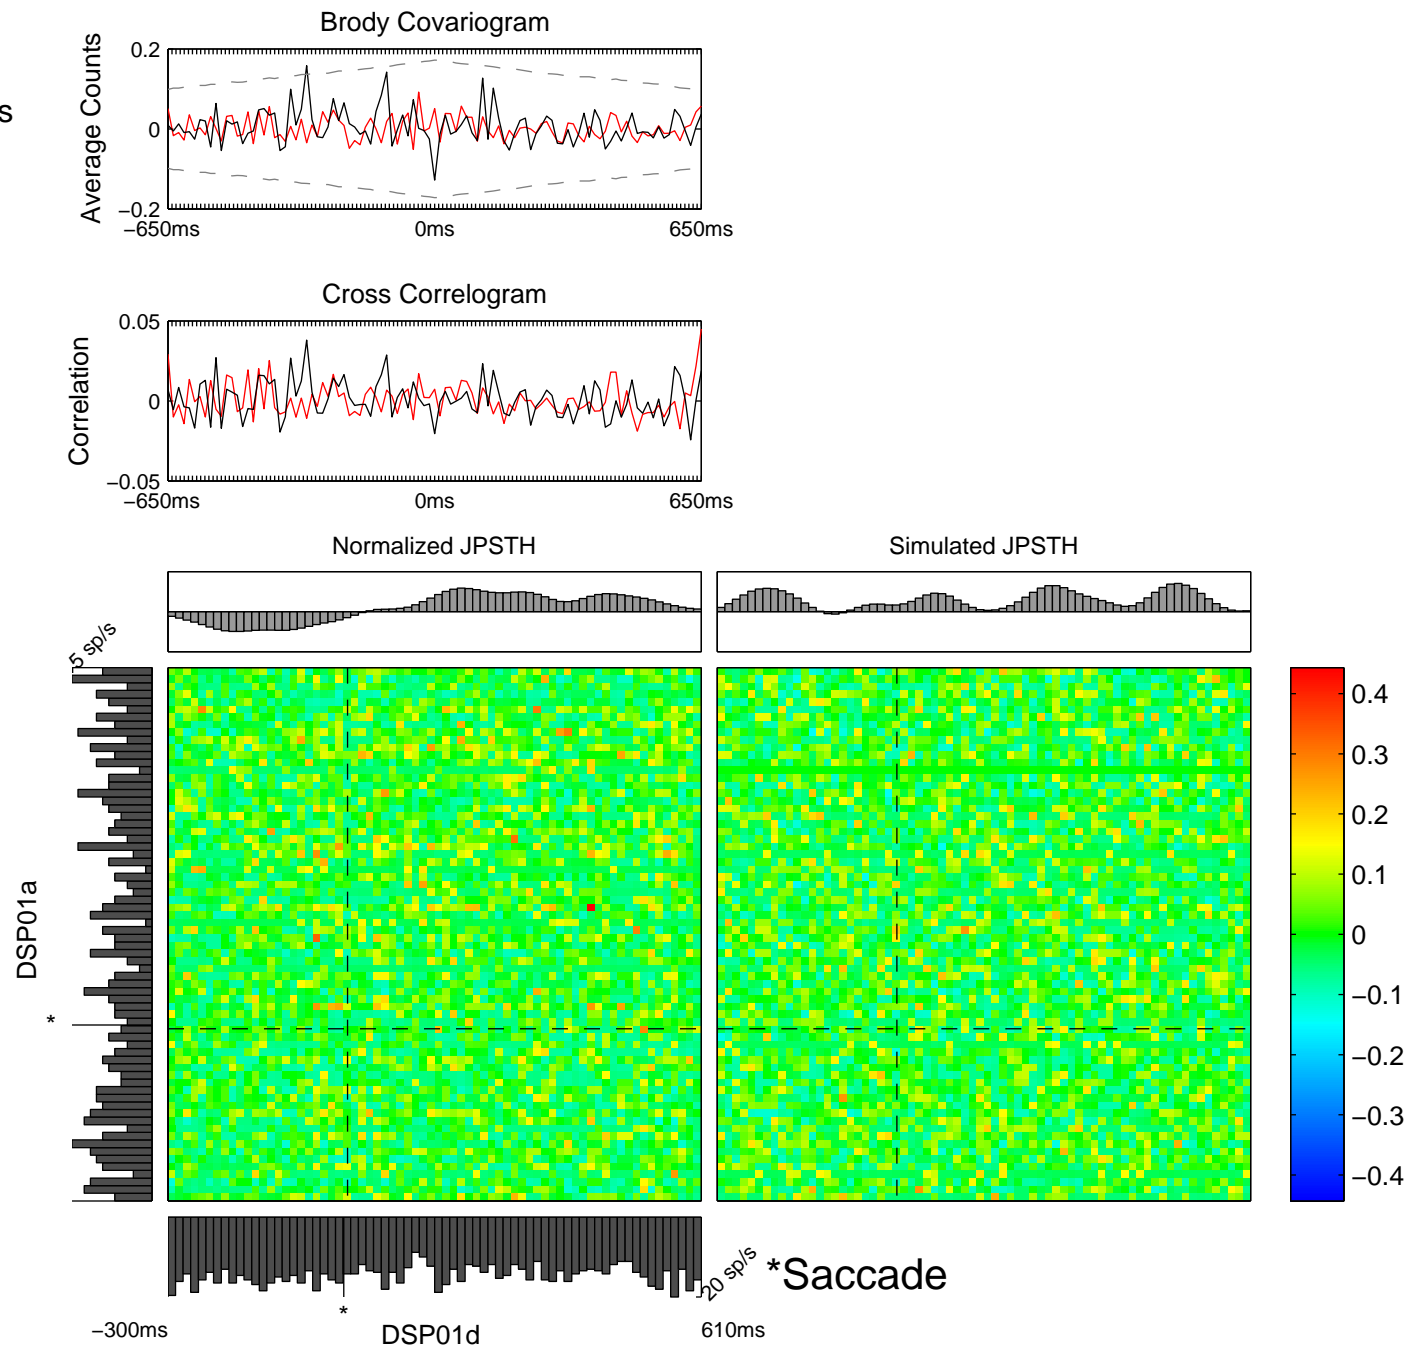 Brody Covariogram
s
Average Counts
0.2
0
−0.2
−650ms 0ms 650ms
Cross Correlogram
Correlation
0.05
0
−0.05
−650ms 0ms 650ms
Normalized JPSTH
Simulated JPSTH
5 sp/s
DSP01a
*
0.4
0.3
0.2
0.1
0
−0.1
−0.2
−0.3
−0.4
20 sp/s
*Saccade
*
−300ms
DSP01d
610ms